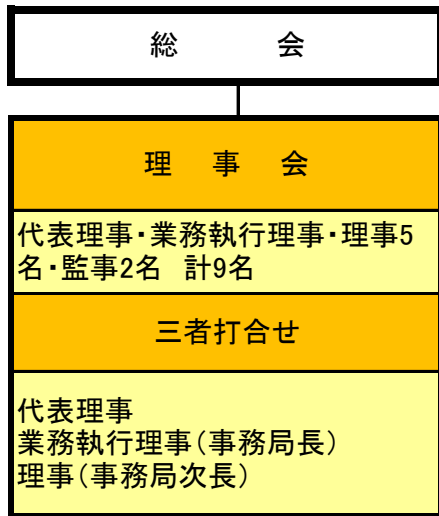 総　　　会
理　事　会
代表理事・業務執行理事・理事5
名・監事2名　計9名
三者打合せ
代表理事
業務執行理事（事務局長）
理事（事務局次長）